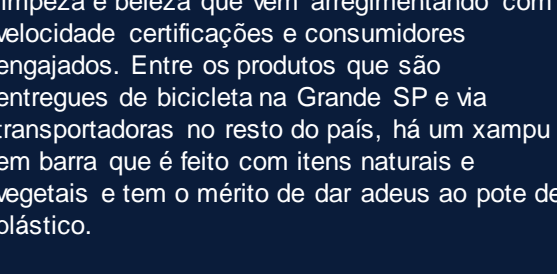 limpeza e beleza que vem arregimentando com
velocidade certificações e consumidores
engajados. Entre os produtos que são
entregues de bicicleta na Grande SP e via
transportadoras no resto do país, há um xampu
em barra que é feito com itens naturais e
vegetais e tem o mérito de dar adeus ao pote de
plástico.